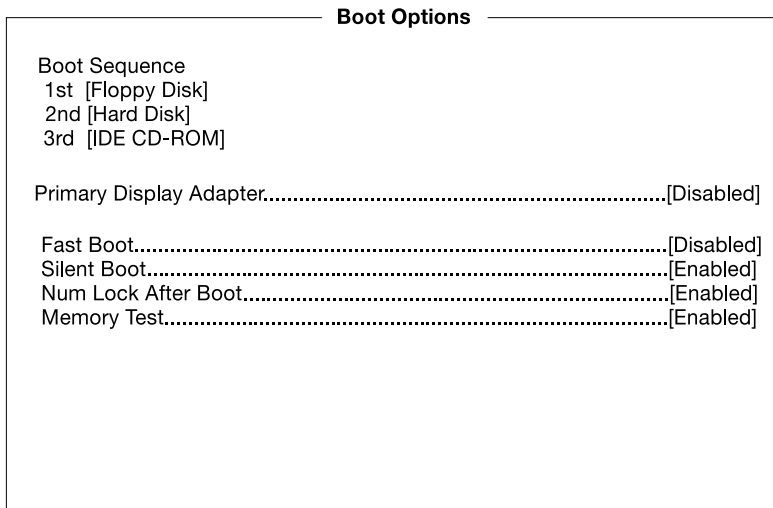 Boot Options
Boot Sequence
1st [Floppy Disk]
2nd [Hard Disk]
3rd [IDE CD-ROM]
Primary Display Adapter..............................................................[Disabled]
Fast Boot..................................................................................[Disabled]
Silent Boot................................................................................[Enabled]
Num Lock After Boot.................................................................[Enabled]
Memory Test.............................................................................[Enabled]